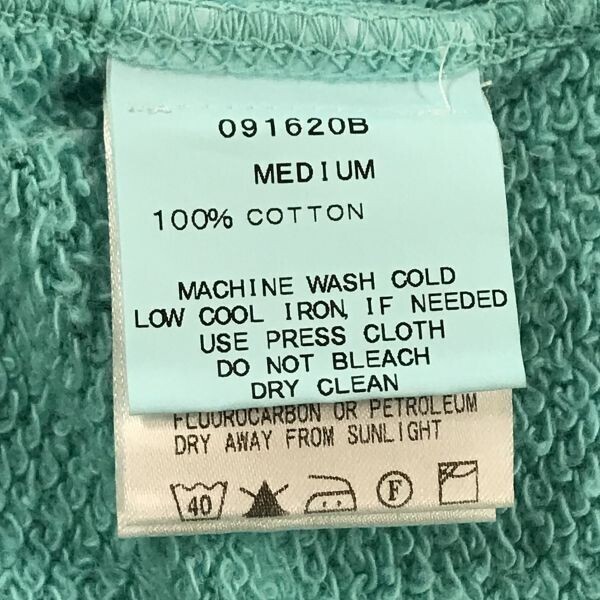 091620B
MEDIUM
100% COTTON
MACHINE WASH COLD
LOW COOL IRON, IF NEEDED
USE PRESS CLOTH
DO NOT BLEACH
DRY CLEAN
FLUOROCARBON OR PETROLEUM
DRY AWAY FROM SUNLIGHT
40 F